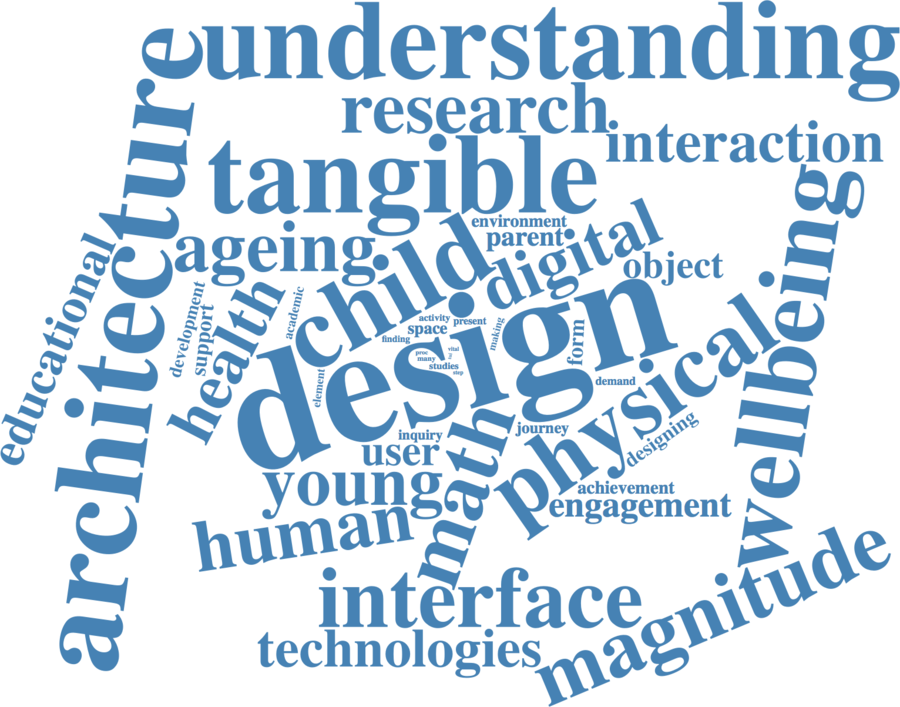 understanding
architecture
research
interaction
tangible
environment
parent
ageing
child
digital
object
wellbeing
educational
development
support
health
academic
design
activity
present
space
finding
making
form
proc
vital
many
studies
step
element
demand
physical
designing
inquiry
journey
user
math
young
achievement
engagement
human
interface
magnitude
technologies